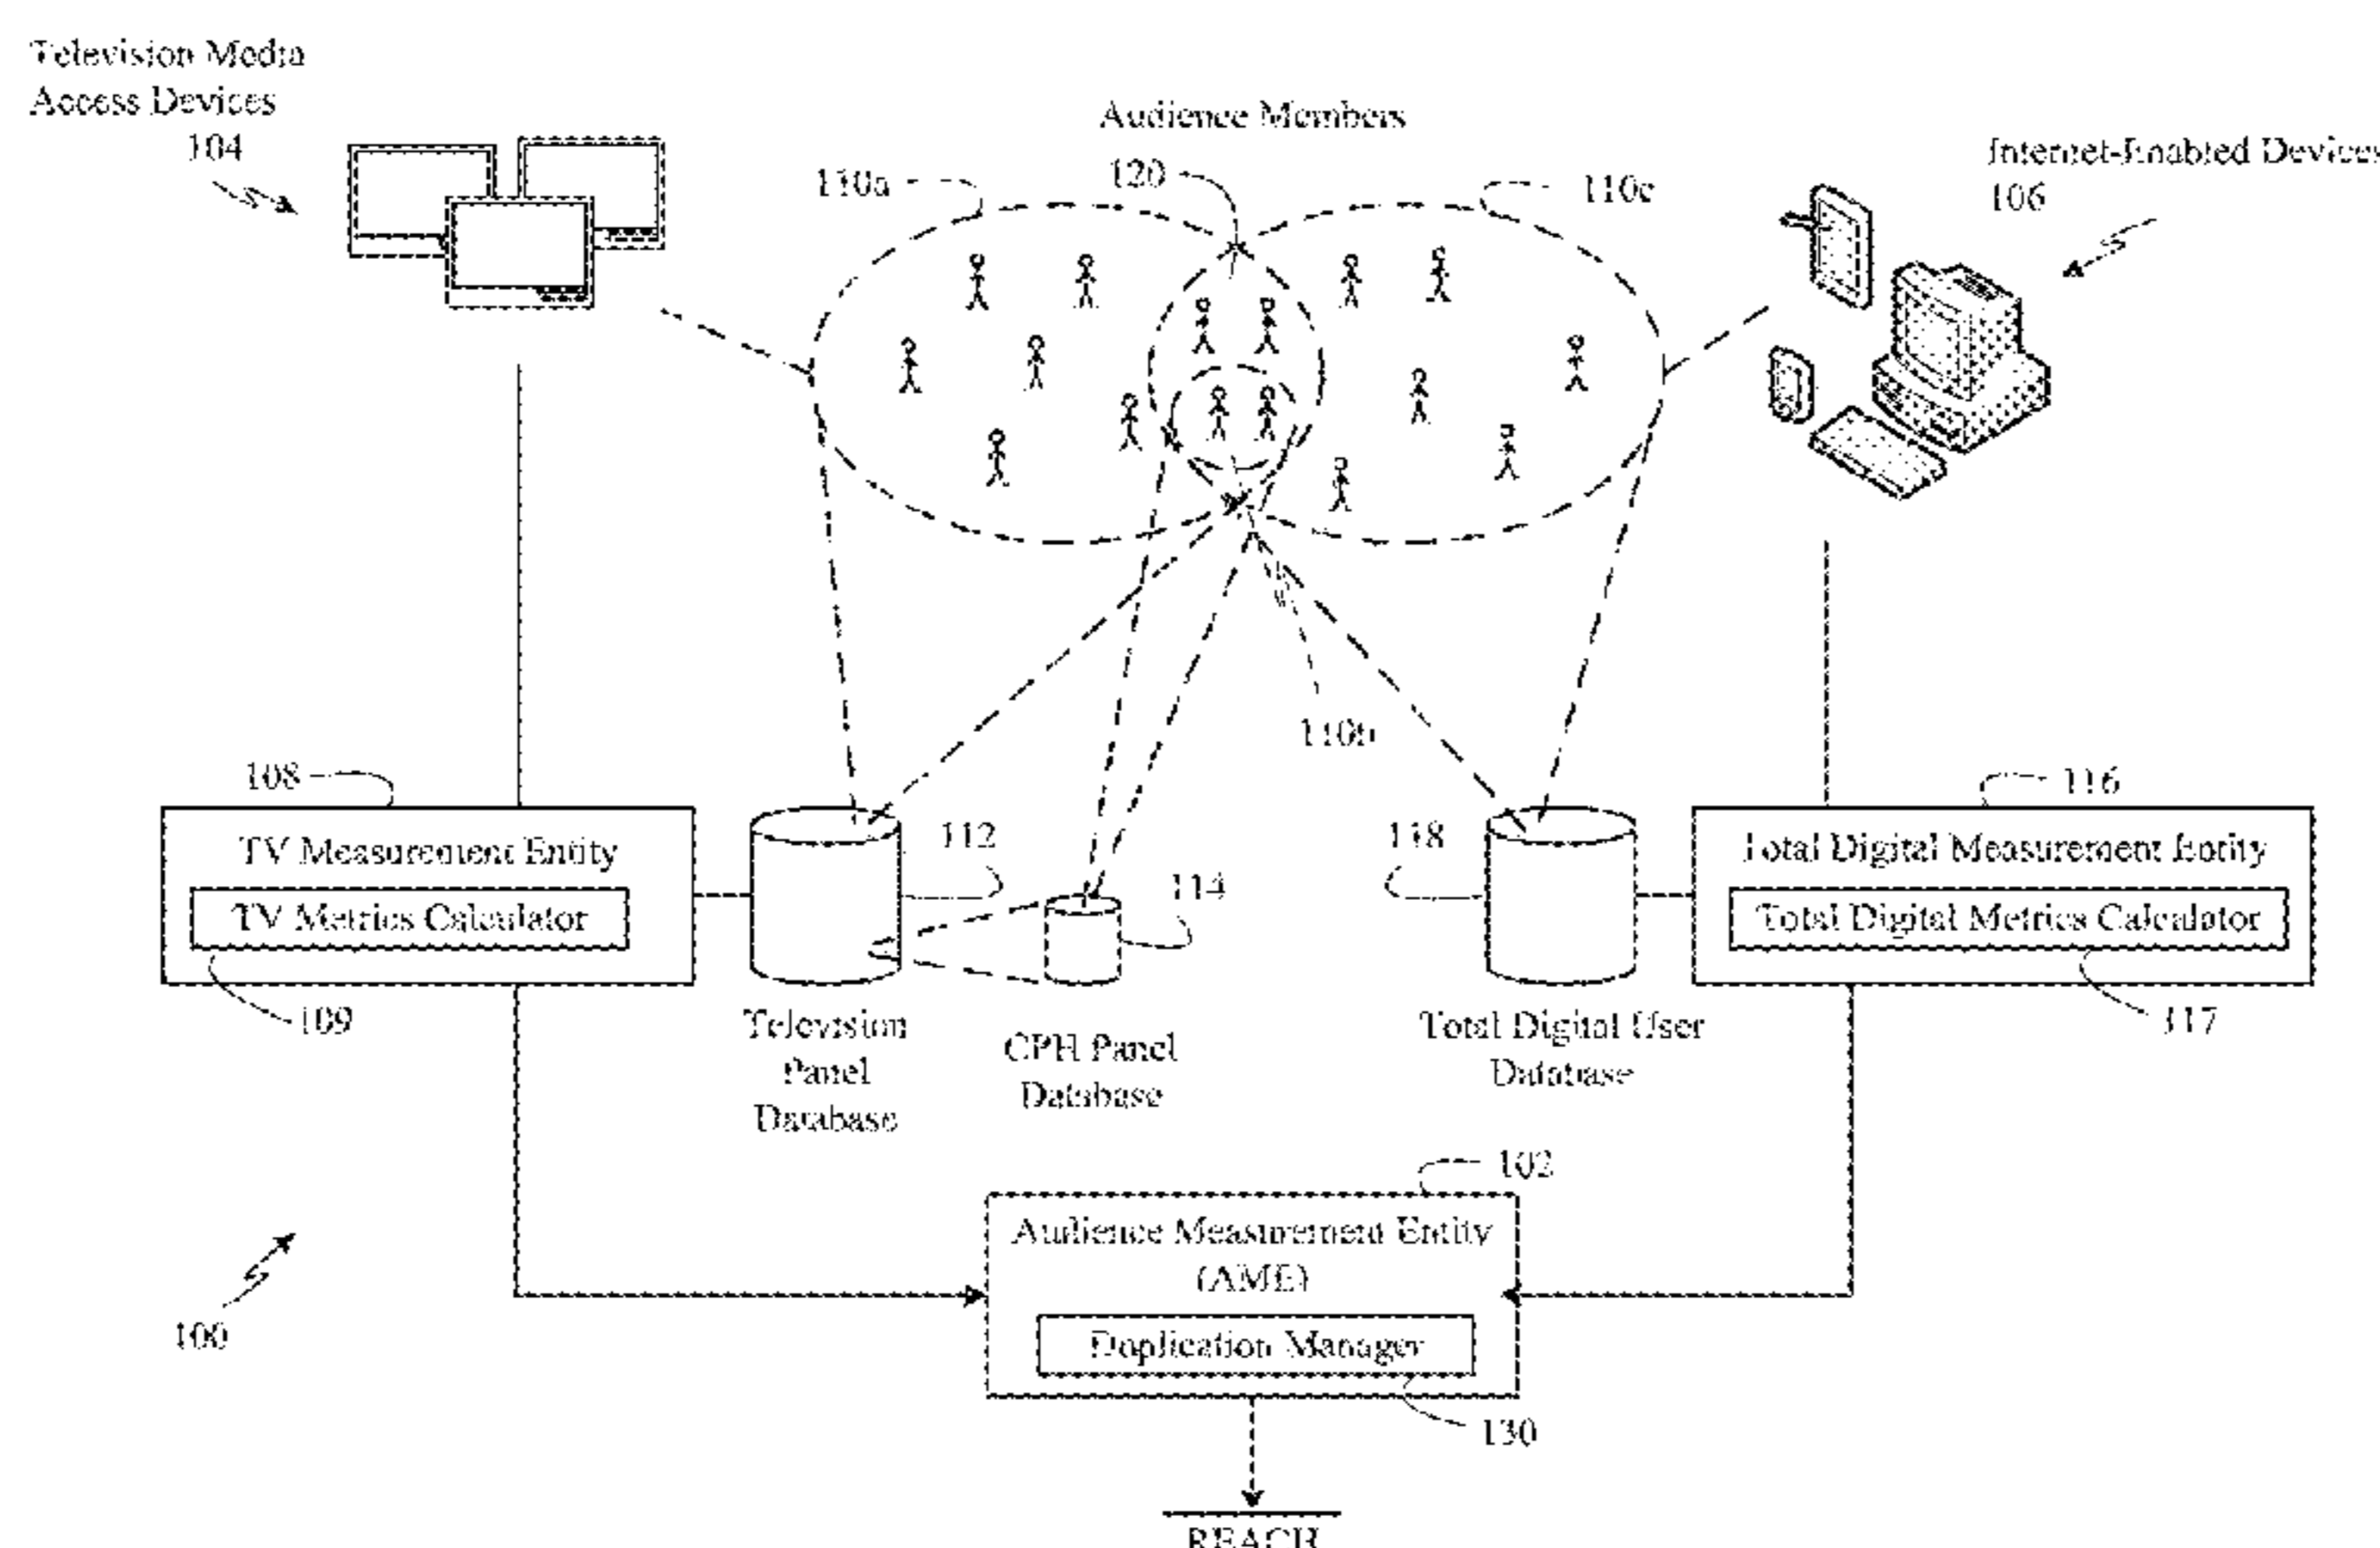 Television Media
Access Devices
104
Audience Members
120
110a
110c
Internet-Enabled Devices
106
110b
108
TV Measurement Entity
TV Metrics Calculator
109
112
114
118
116
Total Digital Measurement Entity
Total Digital Metrics Calculator
117
Television
Panel
Database
CPH Panel
Database
Total Digital User
Database
102
Audience Measurement Entity
(AME)
Duplication Manager
130
100
REACH